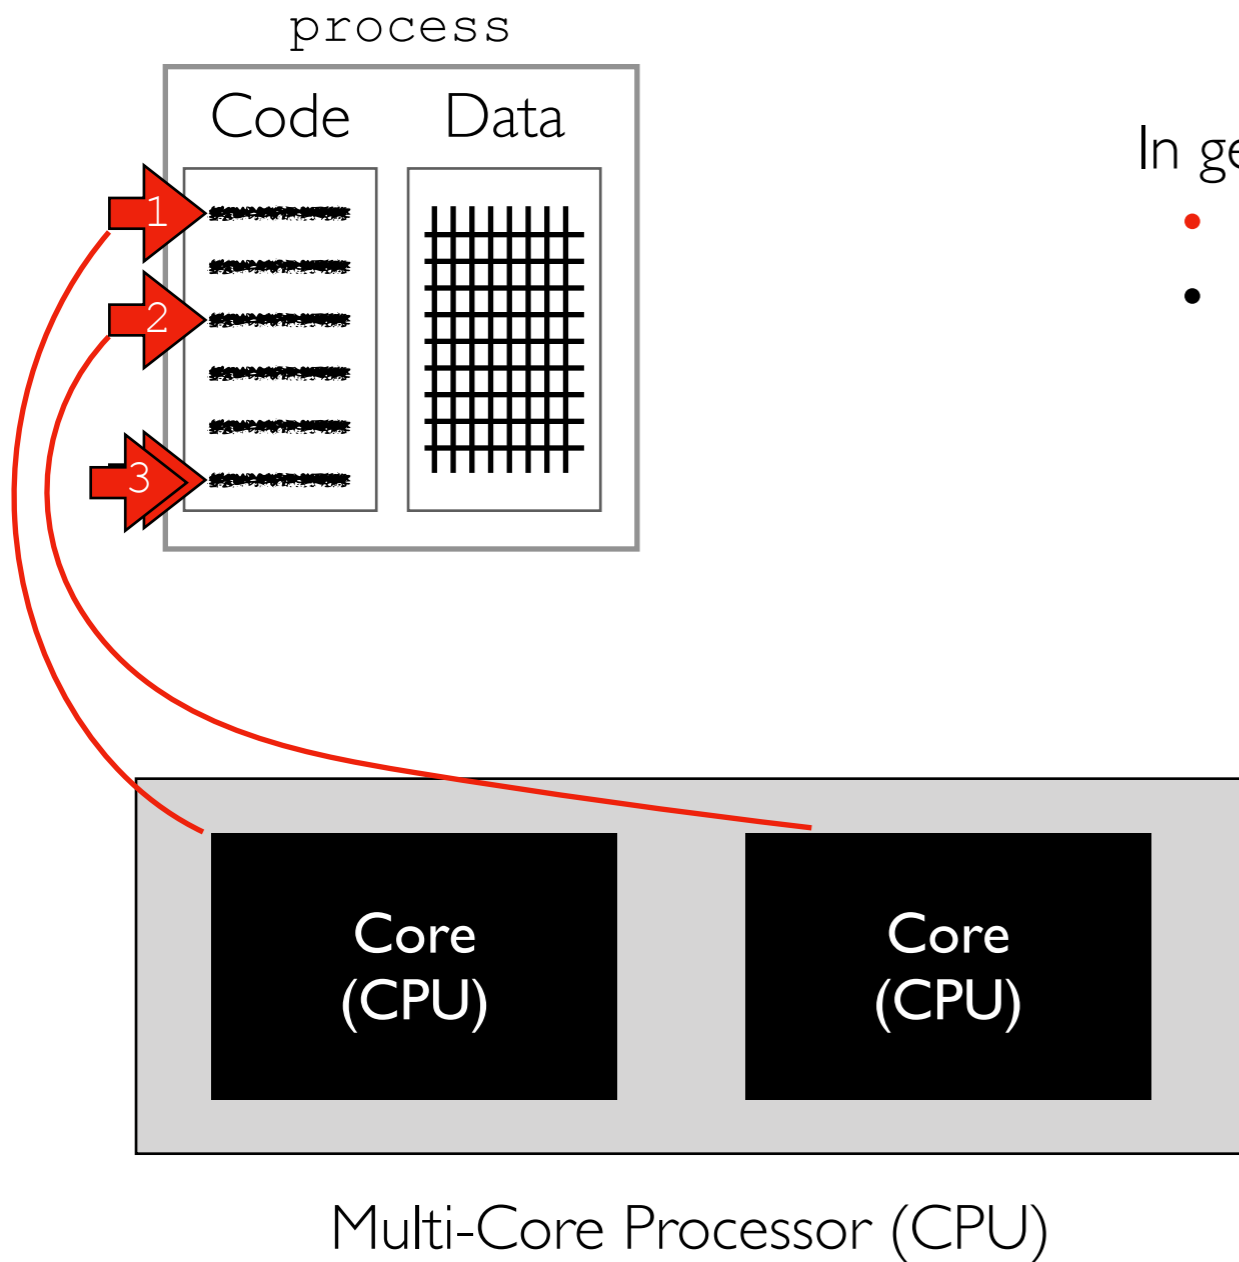 process
Code Data
1
2
3
In ge
Core
(CPU)
Core
(CPU)
Multi-Core Processor (CPU)